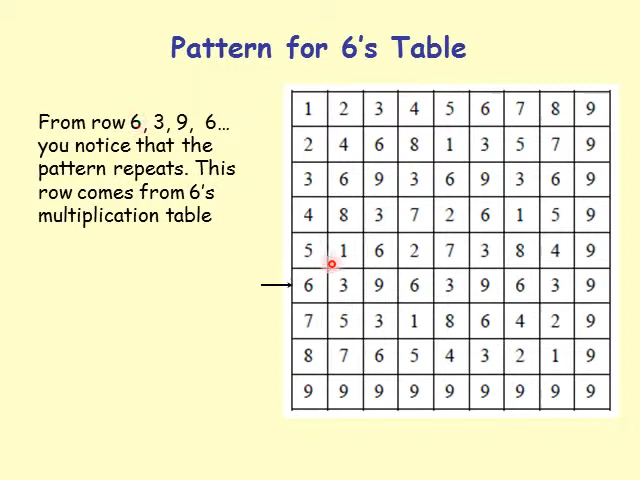 Pattern for 6's Table
From row 6, 3, 9, 6…
you notice that the
pattern repeats. This
row comes from 6's
multiplication table
1 2 3 4 5 6 7 8 9
2 4 6 8 1 3 5 7 9
3 6 9 3 6 9 3 6 9
4 8 3 7 2 6 1 5 9
5 1 6 2 7 3 8 4 9
6 3 9 6 3 9 6 3 9
7 5 3 1 8 6 4 2 9
8 7 6 5 4 3 2 1 9
9 9 9 9 9 9 9 9 9